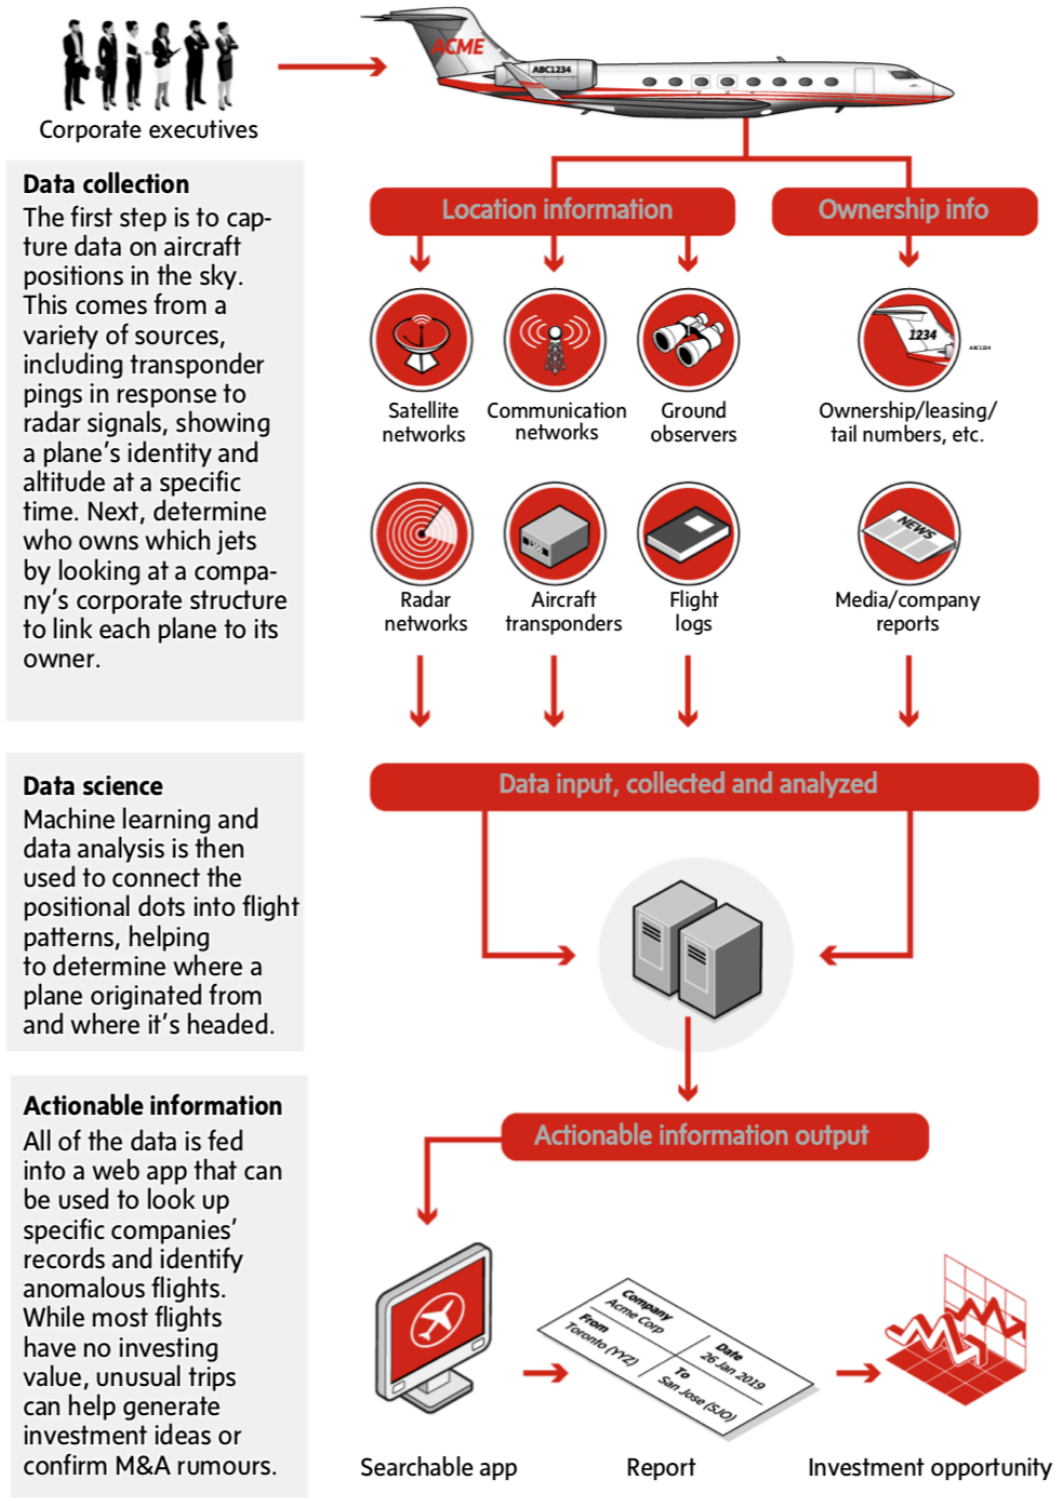 ACME
ABC1234
Corporate executives
Data collection
The first step is to cap-
ture data on aircraft
positions in the sky.
This comes from a
variety of sources,
including transponder
pings in response to
radar signals, showing
a plane's identity and
altitude at a specific
time. Next, determine
who owns which jets
by looking at a compa-
ny's corporate structure
to link each plane to its
owner.
Location information
Ownership info
1234
ABC1234
Satellite
networks
Communication
networks
Ground
observers
Ownership/leasing/
tail numbers, etc.
NEWS
Radar
networks
Aircraft
transponders
Flight
logs
Media/company
reports
Data science
Machine learning and
data analysis is then
used to connect the
positional dots into flight
patterns, helping
to determine where a
plane originated from
and where it's headed.
Data input, collected and analyzed
Actionable information
All of the data is fed
into a web app that can
be used to look up
specific companies'
records and identify
anomalous flights.
While most flights
have no investing
value, unusual trips
can help generate
investment ideas or
confirm M&A rumours.
Actionable information output
Company
Acme Corp
Date
26 Jan 2019
From
Toronto (YYZ)
To
San Jose (SJO)
Searchable app
Report
Investment opportunity